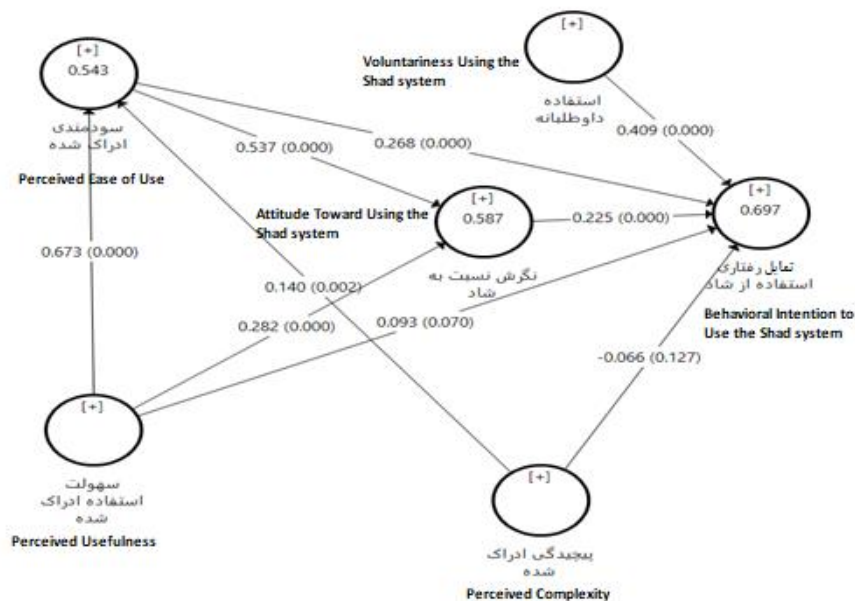 [+]
0.543
سودمندی
ادراک شده
Perceived Ease of Use
Voluntariness Using the
Shad system
[+]
استفاده
داوطلبانه
0.409 (0.000)
0.268 (0.000)
0.537 (0.000)
Attitude Toward Using the
Shad system
[+]
0.587
نگرش نسبت به
شاد
0.225 (0.000)
[+]
0.697
تمایل رفتاری
استفاده از شاد
Behavioral Intention to
Use the Shad system
0.673 (0.000)
0.140 (0.002)
0.282 (0.000)
0.093 (0.070)
-0.066 (0.127)
[+]
سهولت
استفاده ادراک
شده
Perceived Usefulness
[+]
پیچیدگی ادراک
شده
Perceived Complexity